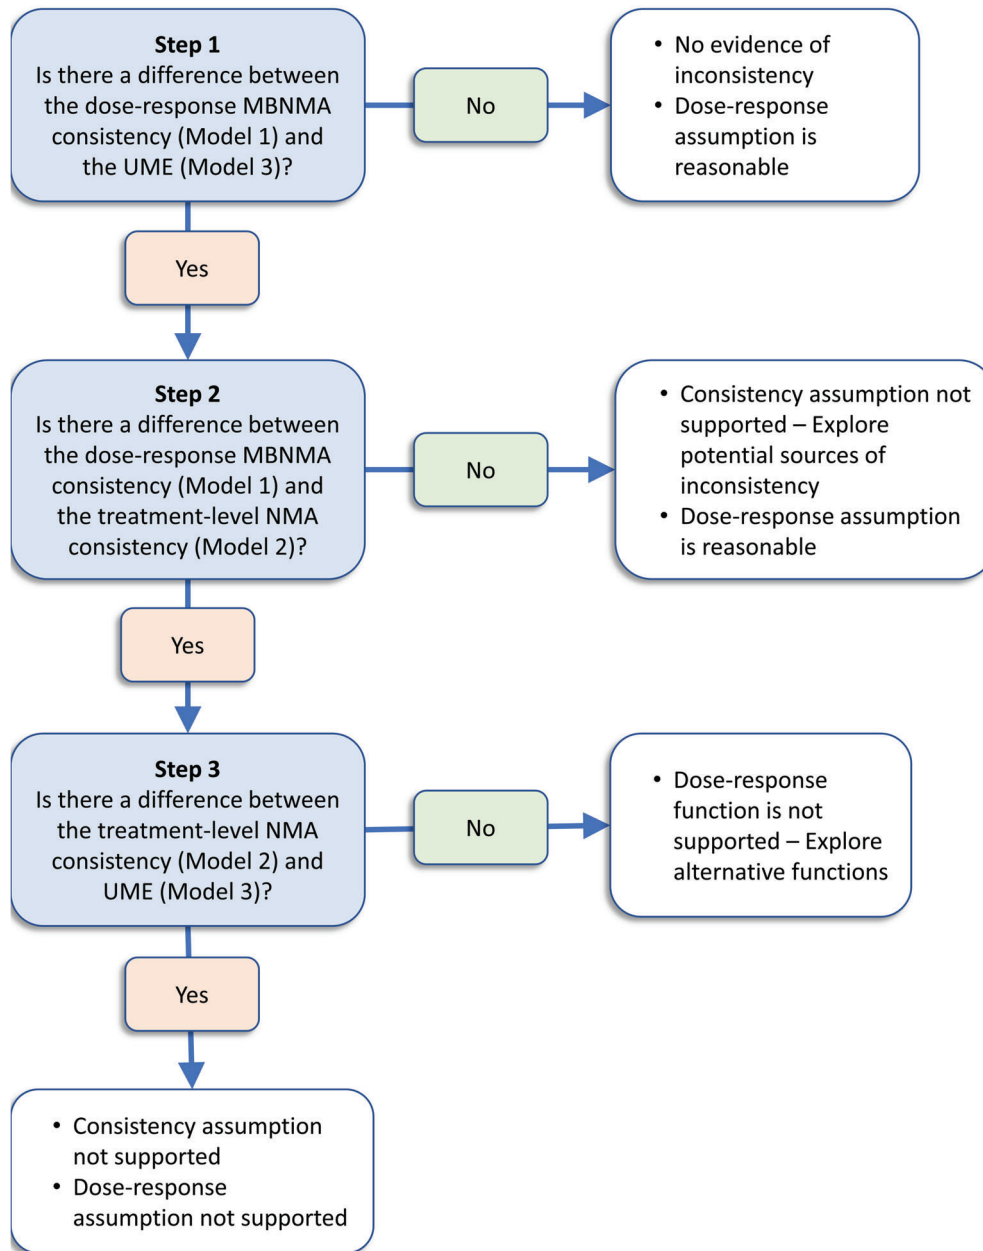 Step 1
Is there a difference between
the dose-response MBNMA
consistency (Model 1) and
the UME (Model 3)?
No
• No evidence of
inconsistency
• Dose-response
assumption is
reasonable
Yes
Step 2
Is there a difference between
the dose-response MBNMA
consistency (Model 1) and
the treatment-level NMA
consistency (Model 2)?
No
• Consistency assumption not
supported – Explore
potential sources of
inconsistency
• Dose-response assumption
is reasonable
Yes
Step 3
Is there a difference between
the treatment-level NMA
consistency (Model 2) and
UME (Model 3)?
No
• Dose-response
function is not
supported – Explore
alternative functions
Yes
• Consistency assumption
not supported
• Dose-response
assumption not supported